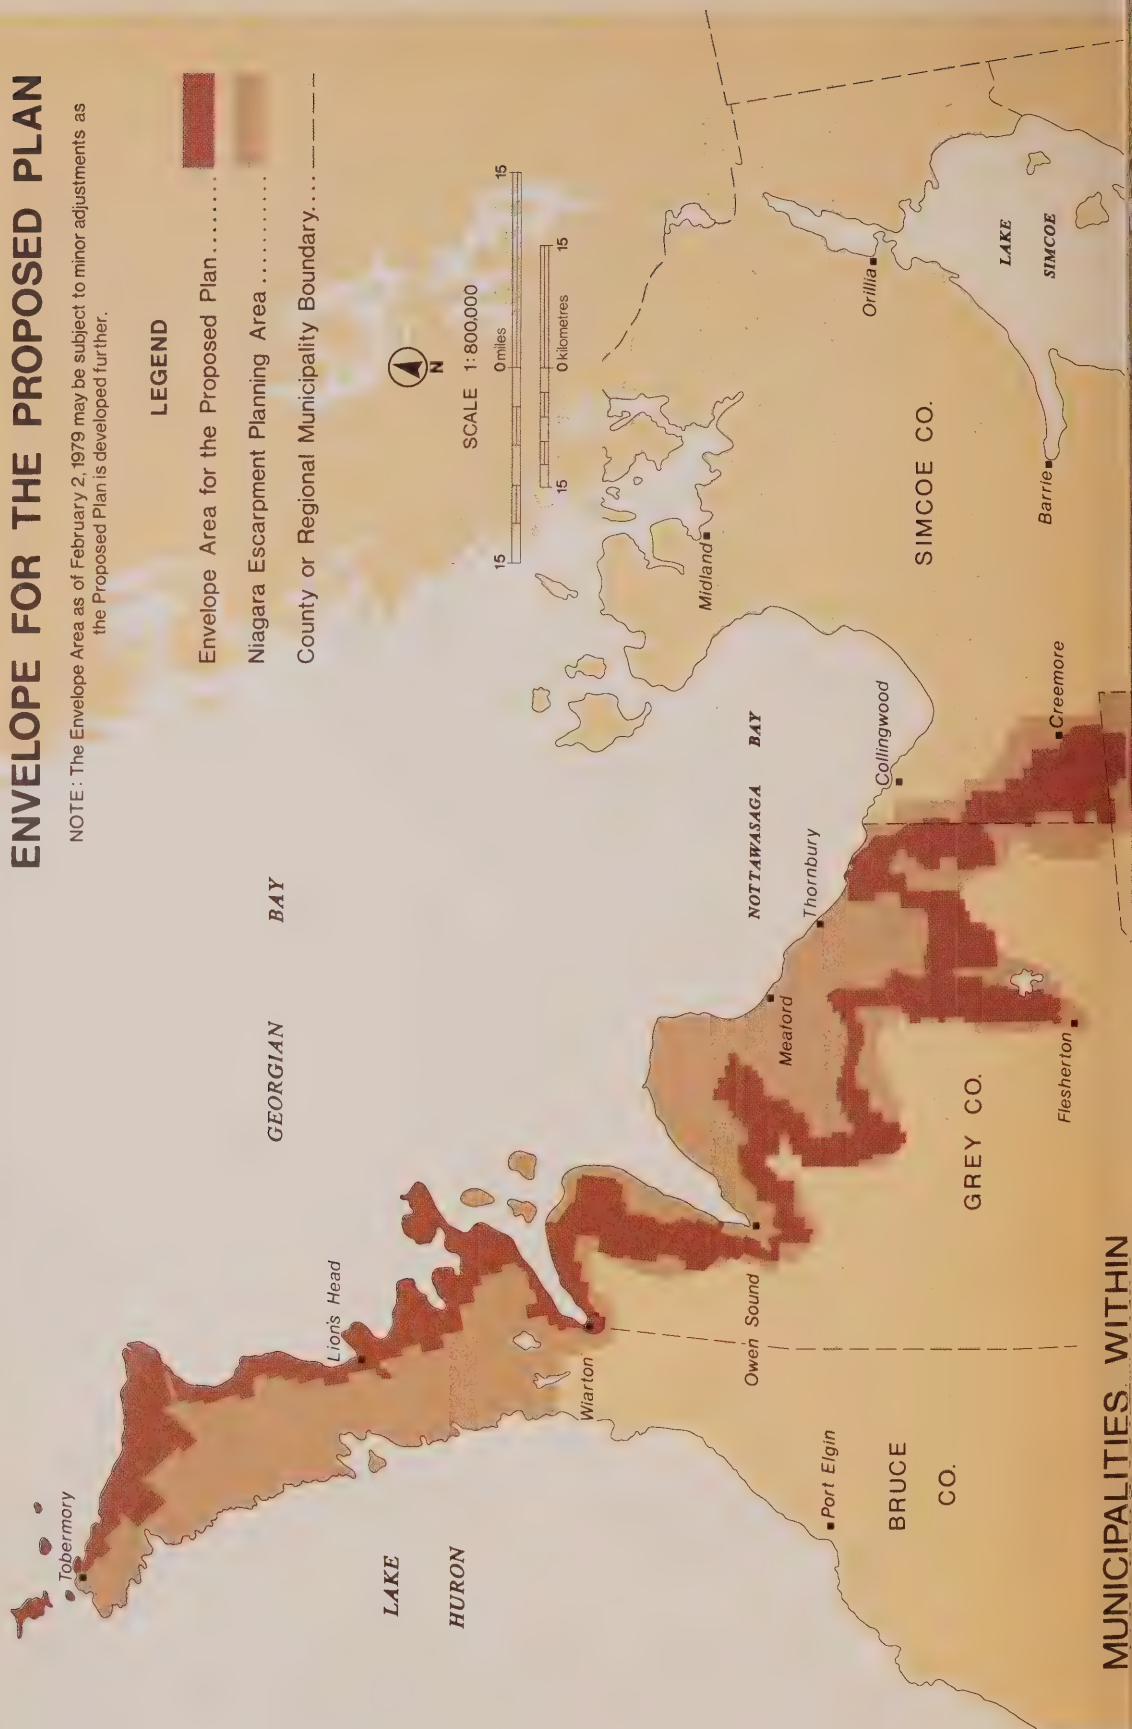 ENVELOPE FOR THE PROPOSED PLAN
NOTE : The Envelope Area as of February 2, 1979 may be subject to minor adjustments as
the Proposed Plan is developed further.
LEGEND
Envelope Area for the Proposed Plan........
Niagara Escarpment Planning Area...........
County or Regional Municipality Boundary....
N
SCALE 1:800,000
15 0 miles 15
15 0 kilometres 15
Tobermory
LAKE
HURON
Lion's Head
GEORGIAN BAY
Wiarton
Owen Sound
Port Elgin
BRUCE
CO.
GREY CO.
Meaford
Thornbury
NOTTAWASAGA BAY
Collingwood
Flesherton
Creemore
Midland
SIMCOE CO.
Barrie
Orillia
LAKE
SIMCOE
MUNICIPALITIES WITHIN